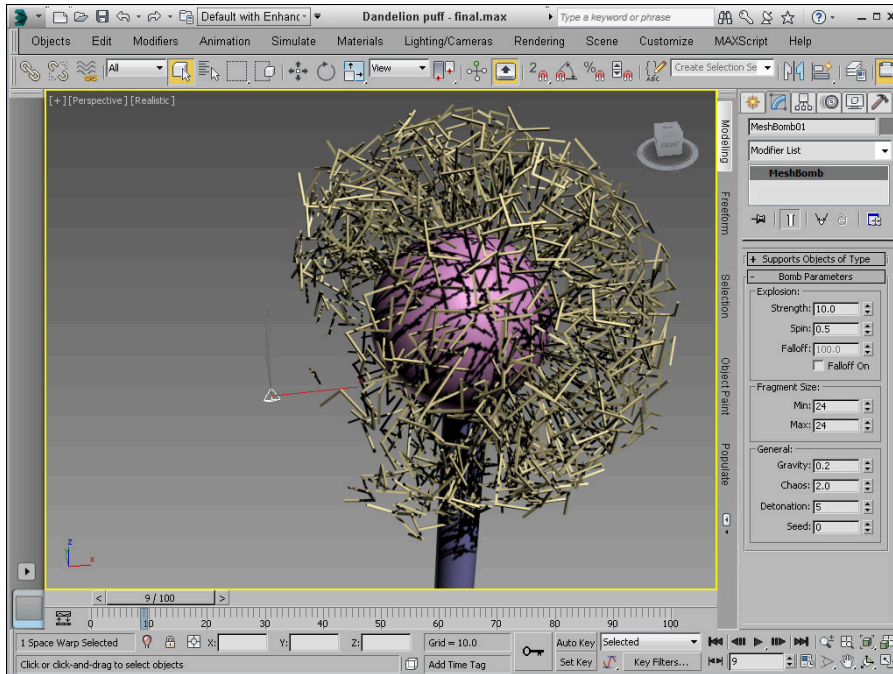 Default with Enhanc
Dandelion puff - final.max
Type a keyword or phrase
Objects Edit Modifiers Animation Simulate Materials Lighting/Cameras Rendering Scene Customize MAXScript Help
All
View
2
%
ABC
Create Selection Se
[+] [Perspective] [Realistic]
FRONT
Modeling
Freeform
Selection
Object Paint
Populate
MeshBomb01
Modifier List
MeshBomb
+ Supports Objects of Type
- Bomb Parameters
Explosion:
Strength: 10.0
Spin: 0.5
Falloff: 100.0
Falloff On
Fragment Size:
Min: 24
Max: 24
General:
Gravity: 0.2
Chaos: 2.0
Detonation: 5
Seed: 0
z
x
< 9 / 100 >
0 10 20 30 40 50 60 70 80 90 100
1 Space Warp Selected X: Y: Z: Grid = 10.0 Auto Key Selected
Click or click-and-drag to select objects Add Time Tag Set Key Key Filters... 9